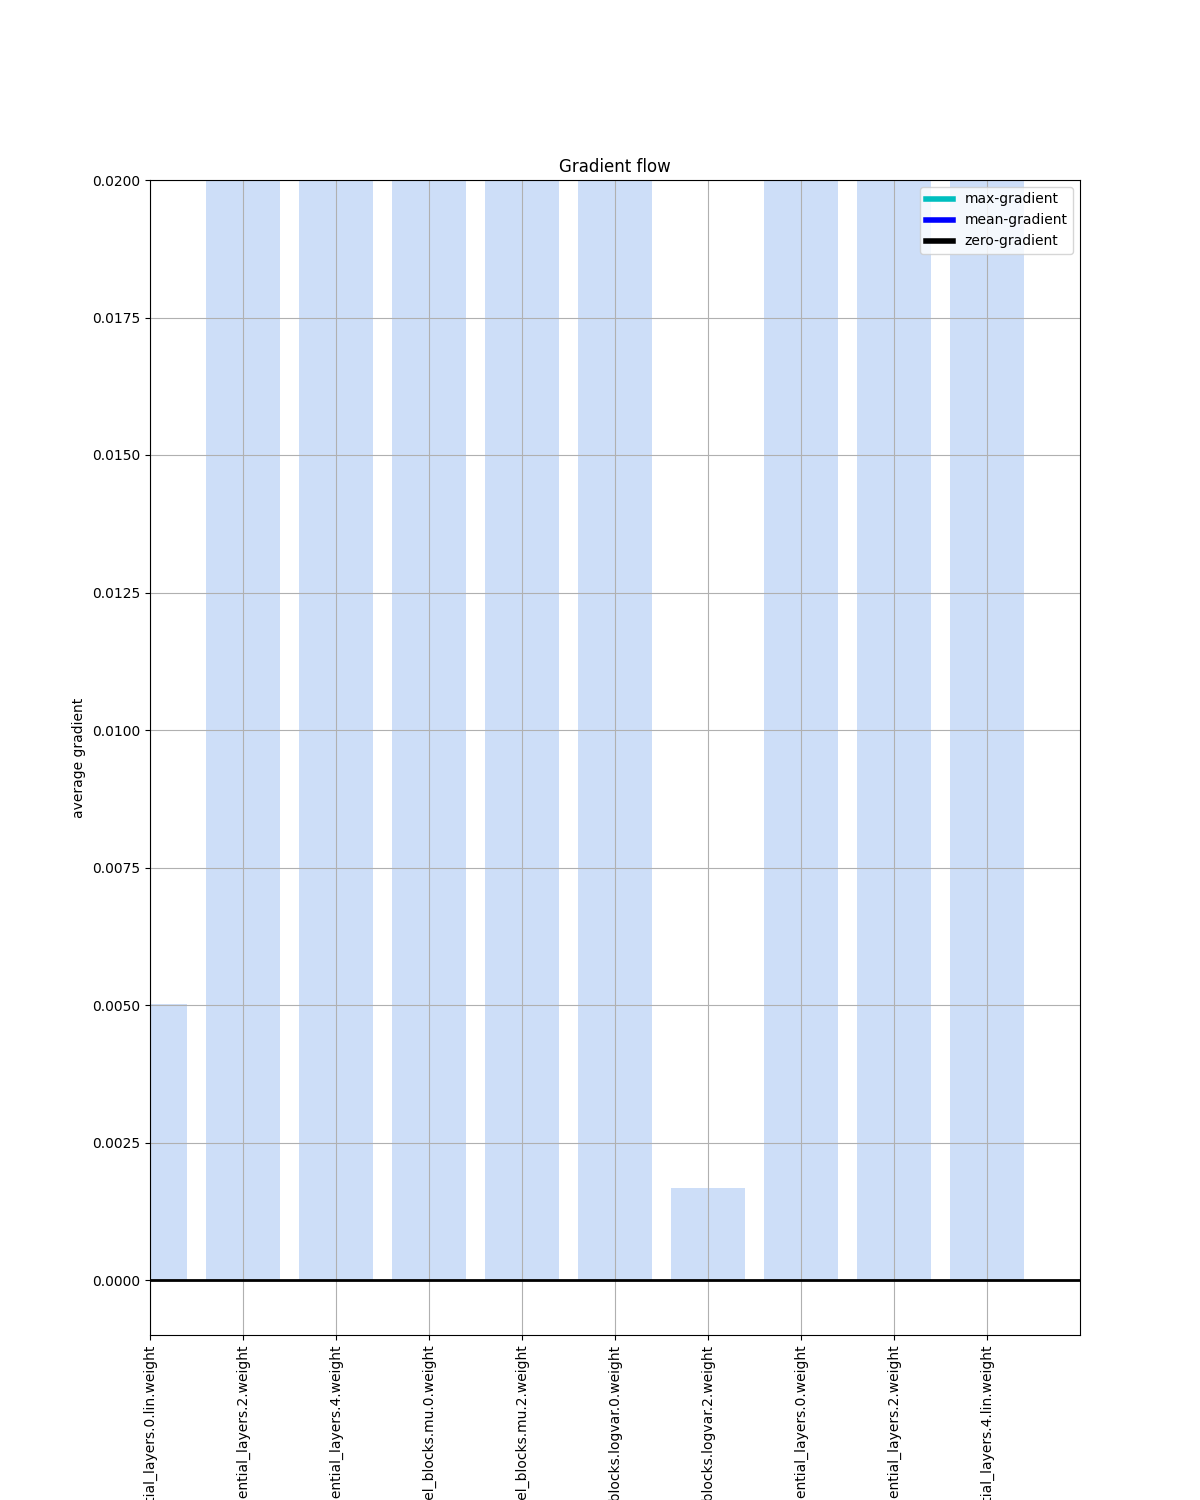 Gradient flow
max-gradient
mean-gradient
zero-gradient
0.0200
0.0175
0.0150
0.0125
0.0100
0.0075
0.0050
0.0025
0.0000
average gradient
tial_layers.0.lin.weight
ential_layers.2.weight
ential_layers.4.weight
el_blocks.mu.0.weight
el_blocks.mu.2.weight
blocks.logvar.0.weight
blocks.logvar.2.weight
ential_layers.0.weight
ential_layers.2.weight
tial_layers.4.lin.weight